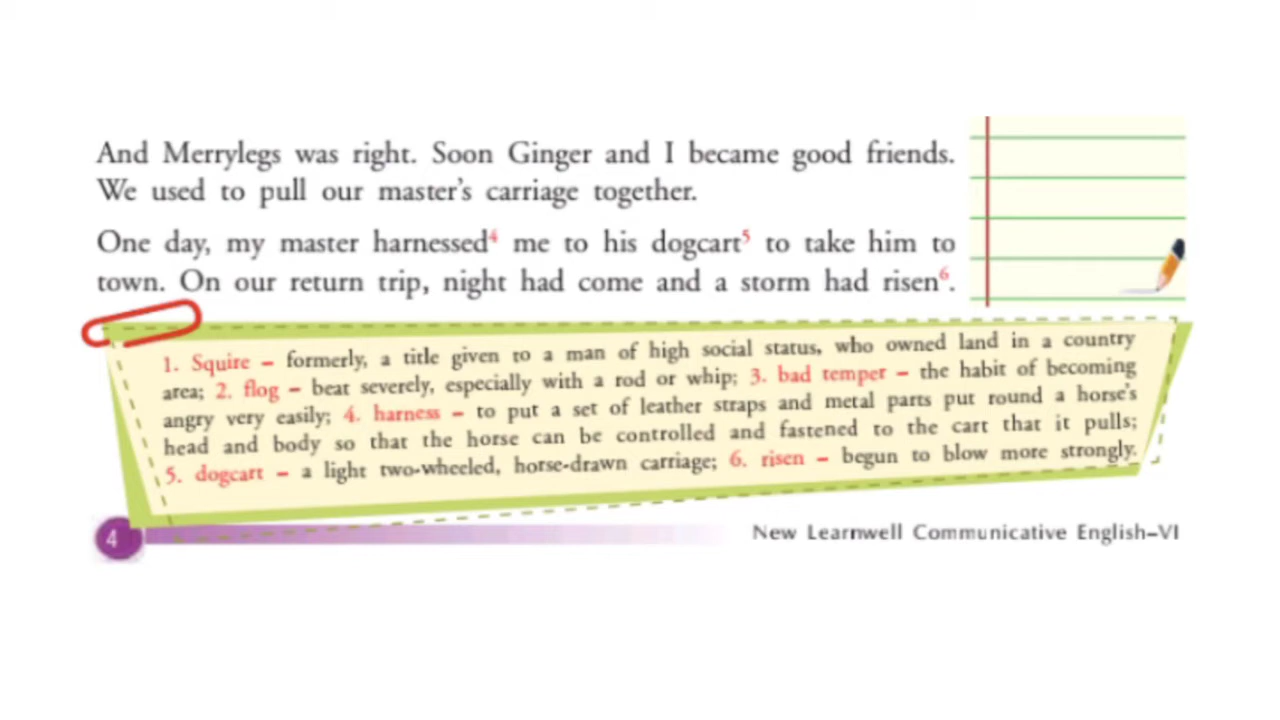 And Merrylegs was right. Soon Ginger and I became good friends.
We used to pull our master's carriage together.
One day, my master harnessed⁴ me to his dogcart⁵ to take him to
town. On our return trip, night had come and a storm had risen⁶.
1. Squire – formerly, a title given to a man of high social status, who owned land in a country
area; 2. flog – beat severely, especially with a rod or whip; 3. bad temper – the habit of becoming
angry very easily; 4. harness – to put a set of leather straps and metal parts put round a horse's
head and body so that the horse can be controlled and fastened to the cart that it pulls;
5. dogcart – a light two-wheeled, horse-drawn carriage; 6. risen – begun to blow more strongly.
4
New Learnwell Communicative English–VI